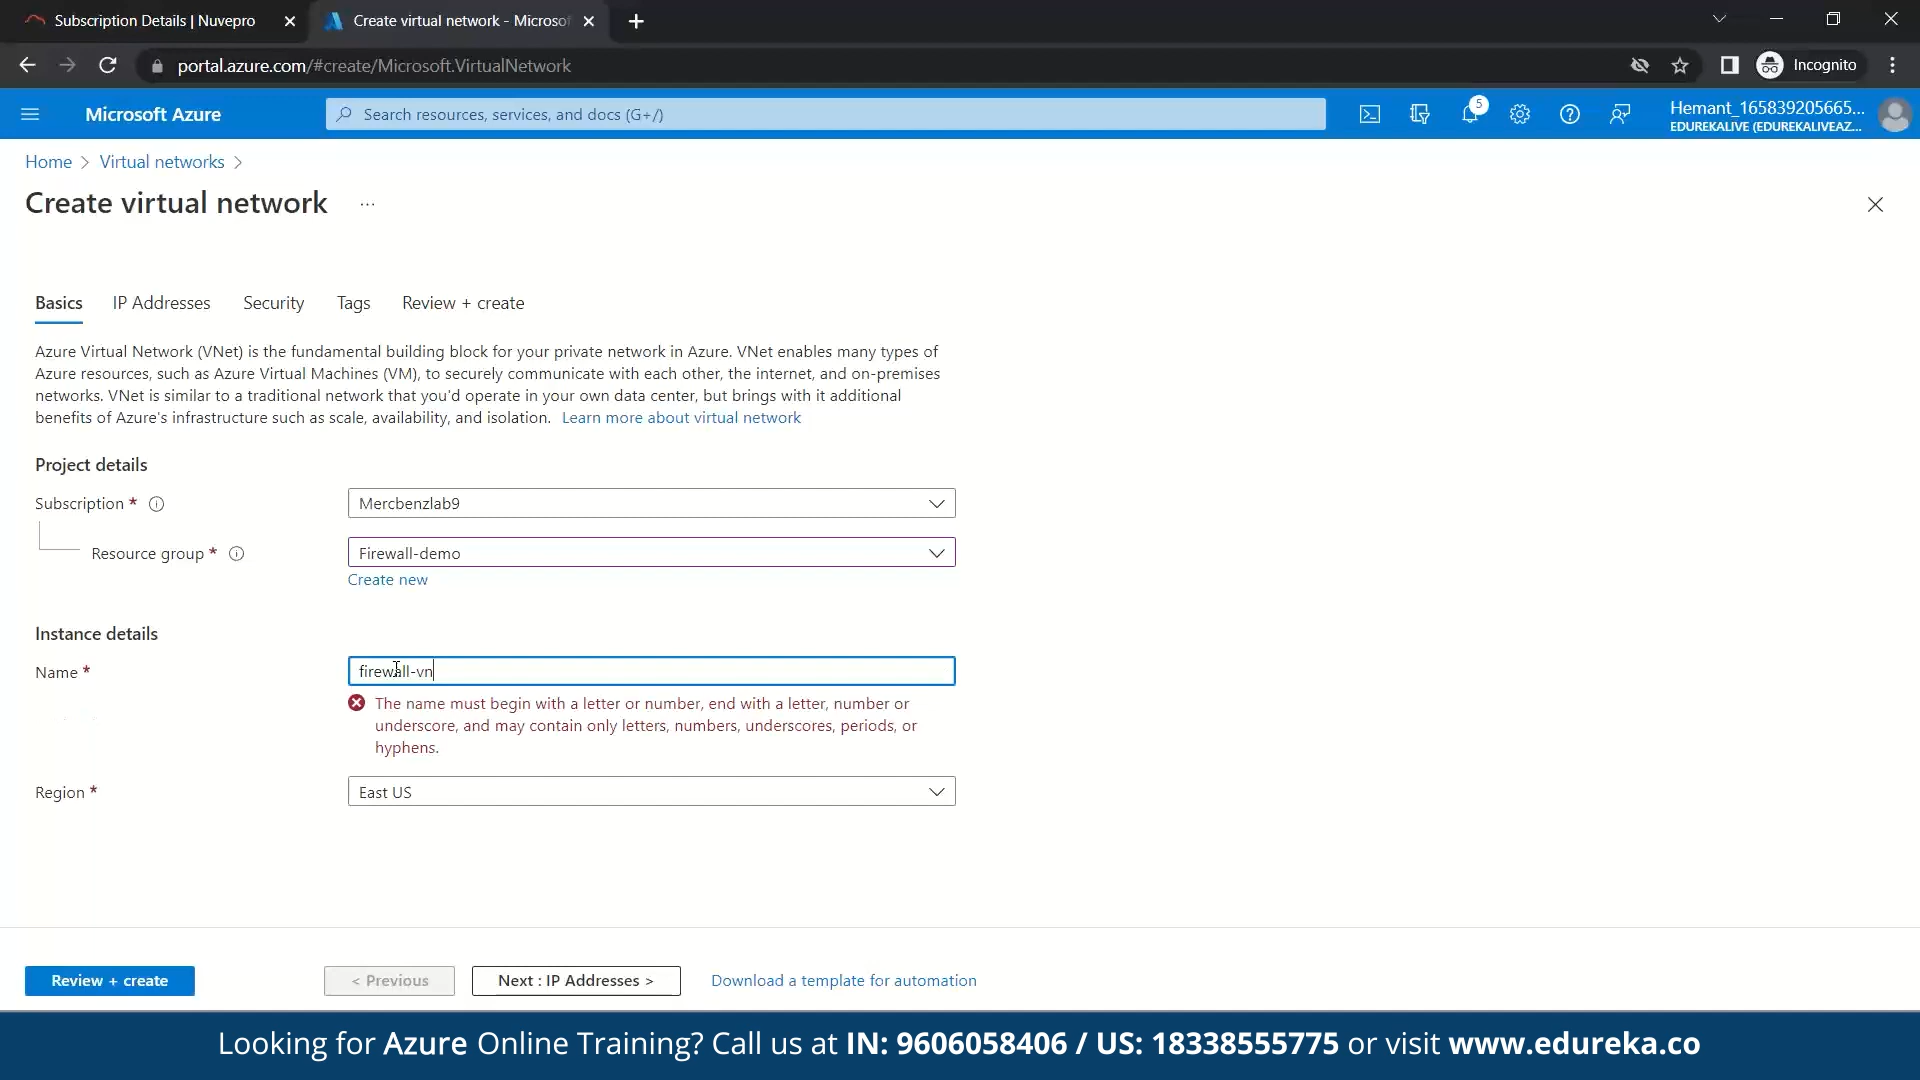 Subscription Details | Nuvepro
Create virtual network - Microsof
portal.azure.com/#create/Microsoft.VirtualNetwork
Incognito
Microsoft Azure
Search resources, services, and docs (G+/)
5
Hemant_165839205665...
EDUREKALIVE (EDUREKALIVEAZ...
Home > Virtual networks >
Create virtual network ...
Basics IP Addresses Security Tags Review + create
Azure Virtual Network (VNet) is the fundamental building block for your private network in Azure. VNet enables many types of
Azure resources, such as Azure Virtual Machines (VM), to securely communicate with each other, the internet, and on-premises
networks. VNet is similar to a traditional network that you'd operate in your own data center, but brings with it additional
benefits of Azure's infrastructure such as scale, availability, and isolation. Learn more about virtual network
Project details
Subscription * Mercbenzlab9
Resource group * Firewall-demo
Create new
Instance details
Name * firewall-vn
The name must begin with a letter or number, end with a letter, number or
underscore, and may contain only letters, numbers, underscores, periods, or
hyphens.
Region * East US
Review + create < Previous Next : IP Addresses > Download a template for automation
Looking for Azure Online Training? Call us at IN: 9606058406 / US: 18338555775 or visit www.edureka.co